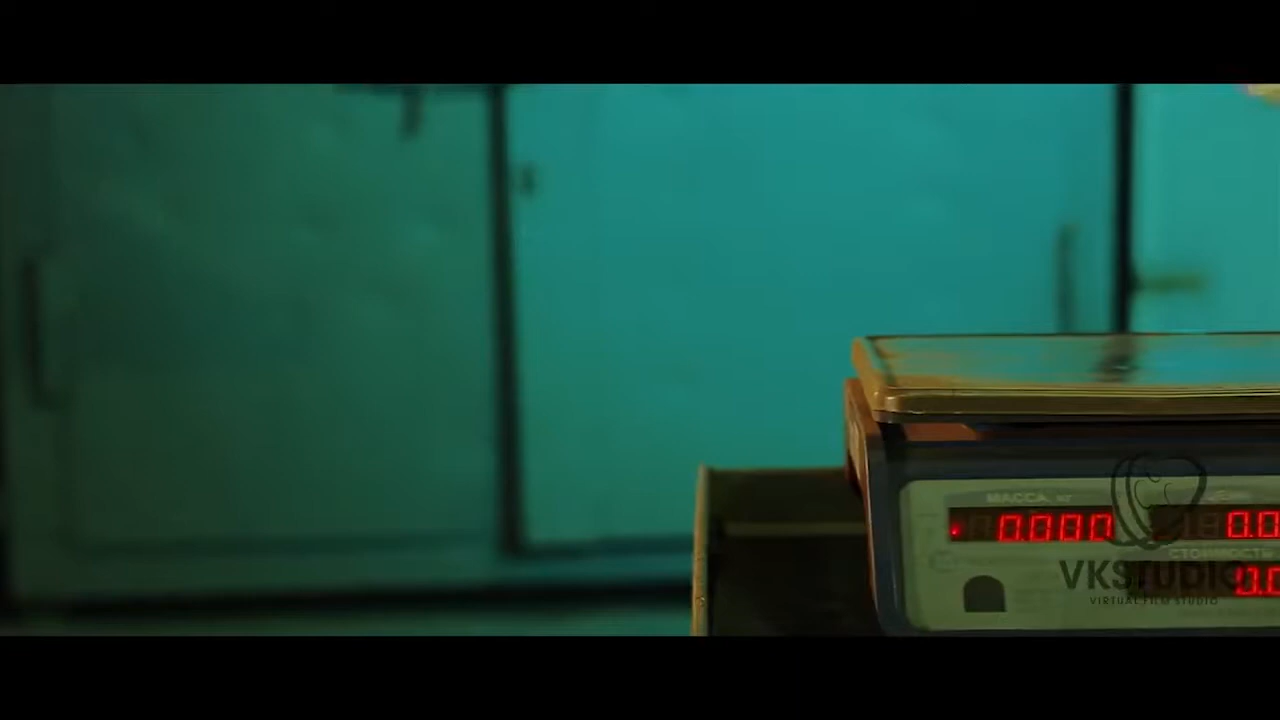 МАССА, кг
0.000 0.0
СТОИМОСТЬ
VKSTUDIO 0.0
VIRTUAL FILM STUDIO